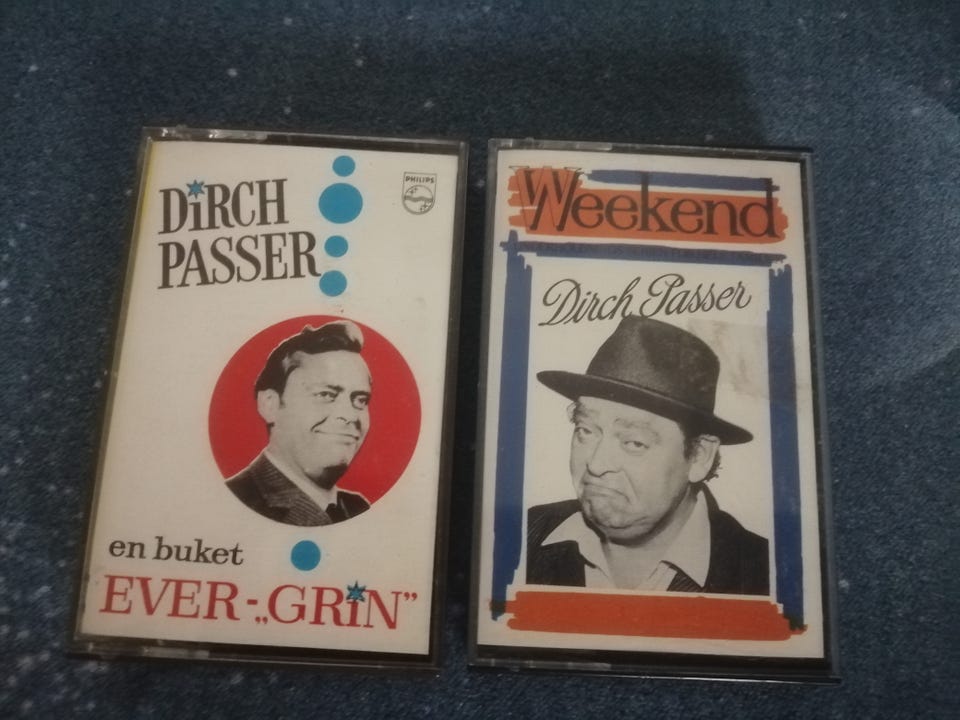 DiRCH
PASSER
PHILIPS
en buket
EVER-„GRiN”
Weekend
Dirch Passer